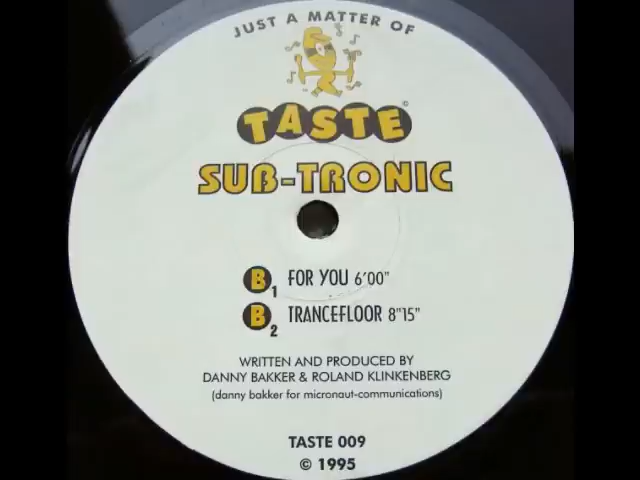 JUST A MATTER OF
TASTE ©
SUB-TRONIC
B1 FOR YOU 6'00"
B2 TRANCEFLOOR 8"15"
WRITTEN AND PRODUCED BY
DANNY BAKKER & ROLAND KLINKENBERG
(danny bakker for micronaut-communications)
TASTE 009
© 1995